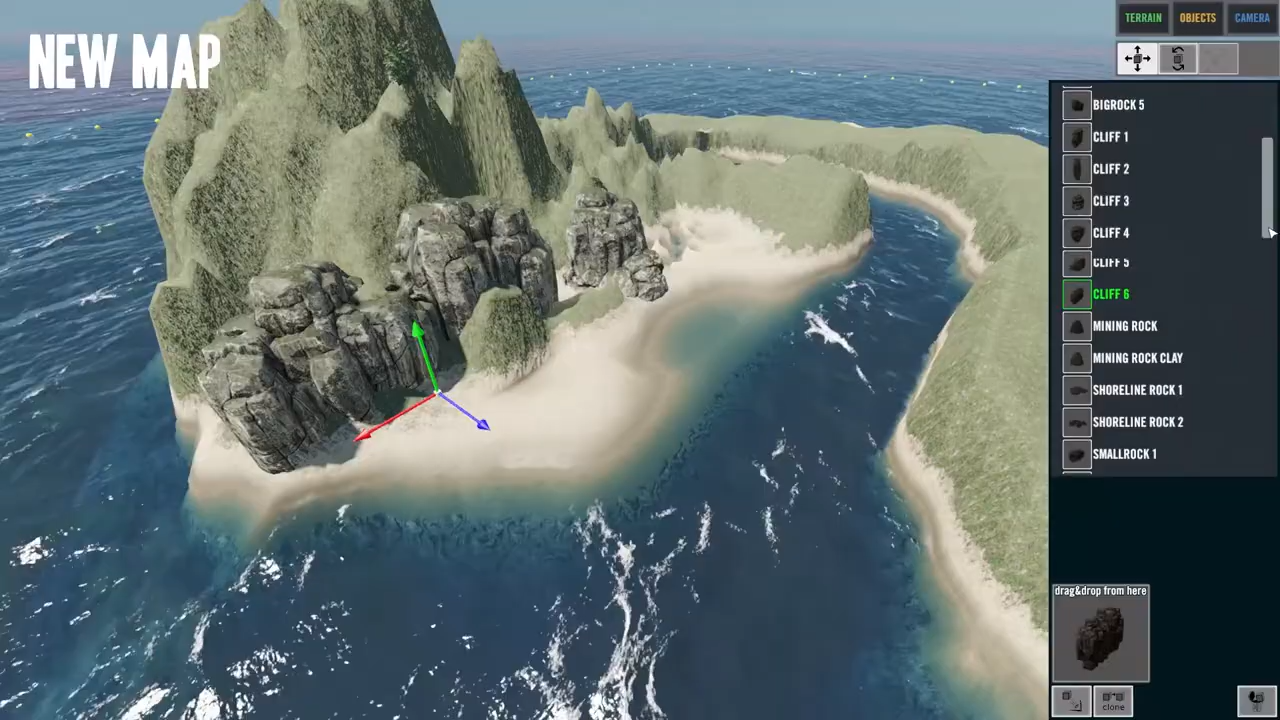 NEW MAP
TERRAIN
OBJECTS
CAMERA
BIGROCK 5
CLIFF 1
CLIFF 2
CLIFF 3
CLIFF 4
CLIFF 5
CLIFF 6
MINING ROCK
MINING ROCK CLAY
SHORELINE ROCK 1
SHORELINE ROCK 2
SMALLROCK 1
drag&drop from here
clone